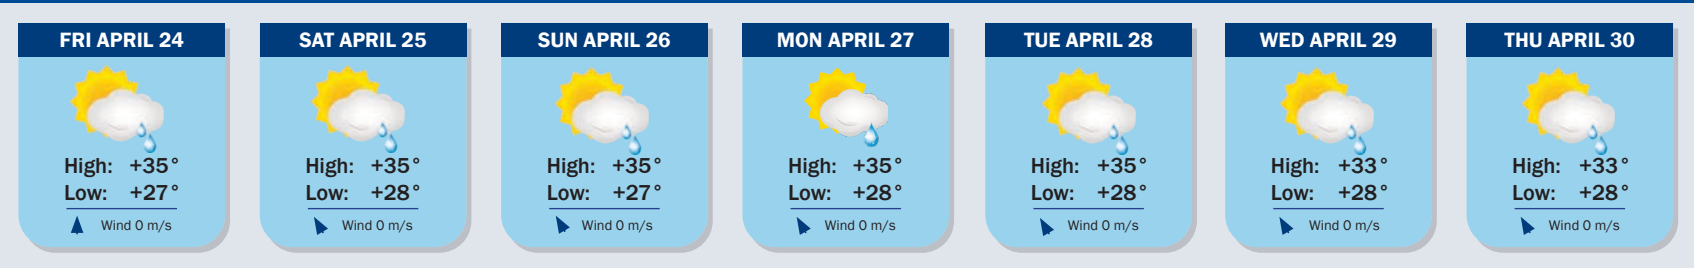 FRI APRIL 24
High: +35°
Low: +27°
Wind 0 m/s
SAT APRIL 25
High: +35°
Low: +28°
Wind 0 m/s
SUN APRIL 26
High: +35°
Low: +27°
Wind 0 m/s
MON APRIL 27
High: +35°
Low: +28°
Wind 0 m/s
TUE APRIL 28
High: +35°
Low: +28°
Wind 0 m/s
WED APRIL 29
High: +33°
Low: +28°
Wind 0 m/s
THU APRIL 30
High: +33°
Low: +28°
Wind 0 m/s